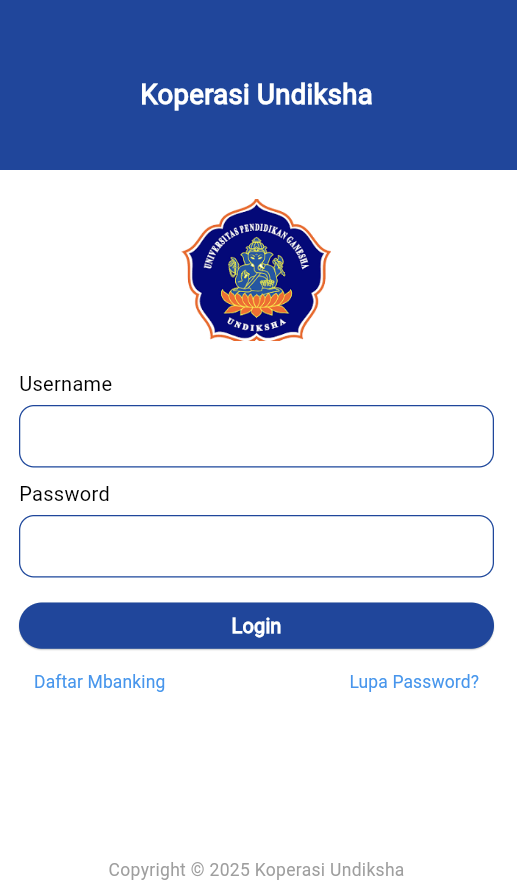 Koperasi Undiksha
UNIVERSITAS PENDIDIKAN GANESHA
UNDIKSHA
Username
Password
Login
Daftar Mbanking
Lupa Password?
Copyright © 2025 Koperasi Undiksha